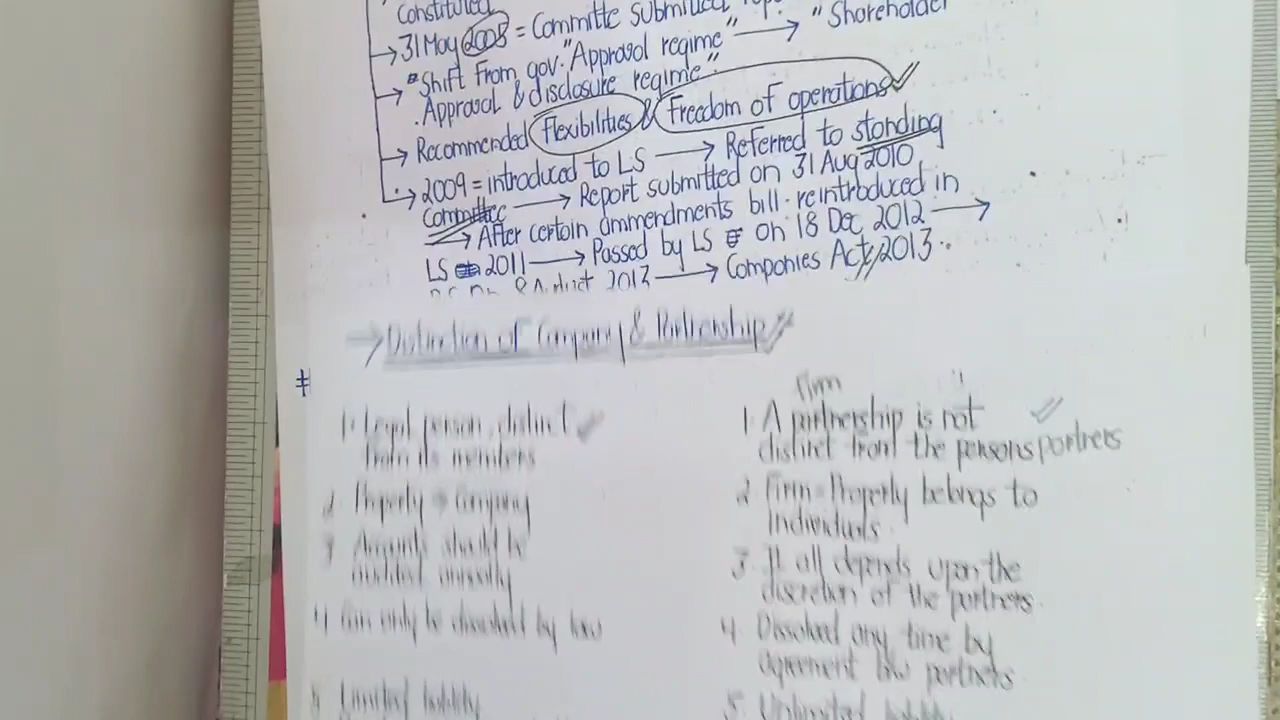 Constituted
→ 31 May 2005 = Committe submitted
→ "Shift from gov. "Approval regime" → "Shareholder
Approval & disclosure regime"
→ Recommended Flexibilities & Freedom of operations
→ 2009 = introduced to LS → Referred to standing
Committee → Report submitted on 31 Aug 2010
→ After certain ammendments bill reintroduced in
LS 2011 → Passed by LS on 18 Dec 2012 →
2013 → Companies Act, 2013
→ Distinction of Company & Partnership
#
1. Legal person distinct
from its members
2. Property → Company
3. Accounts should be
audited annually
4. Can only be dissolved by law
5. Limited liability
firm
1. A partnership is not
distinct from the persons partners
2. Firm = Property belongs to
Individuals.
3. It all depends upon the
discretion of the partners.
4. Dissolved any time by
agreement b/w partners
5. Unlimited liability